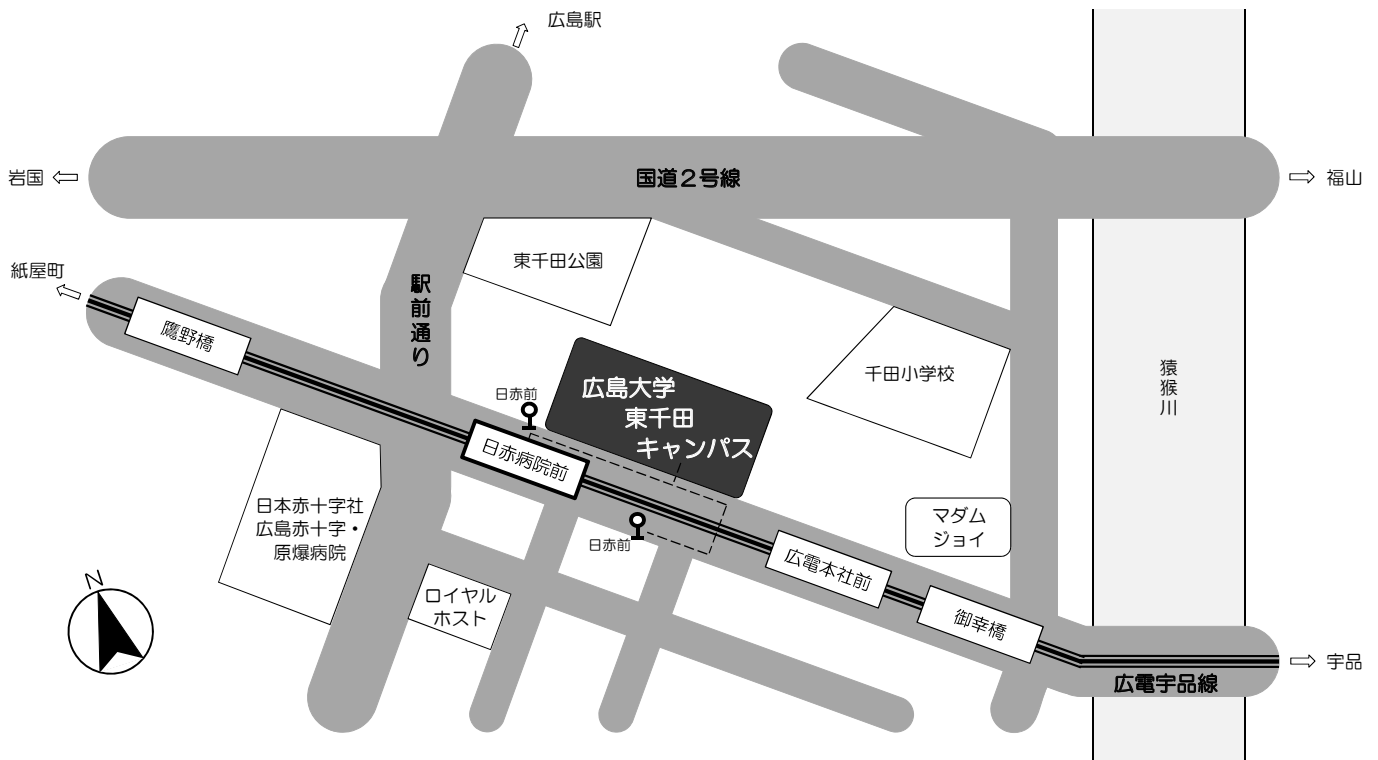 広島駅
岩国
国道2号線
福山
紙屋町
東千田公園
駅前通り
鷹野橋
千田小学校
猿猴川
日赤前
広島大学
東千田
キャンパス
日赤病院前
日本赤十字社
広島赤十字・
原爆病院
マダム
ジョイ
日赤前
広電本社前
ロイヤル
ホスト
N
御幸橋
宇品
広電宇品線